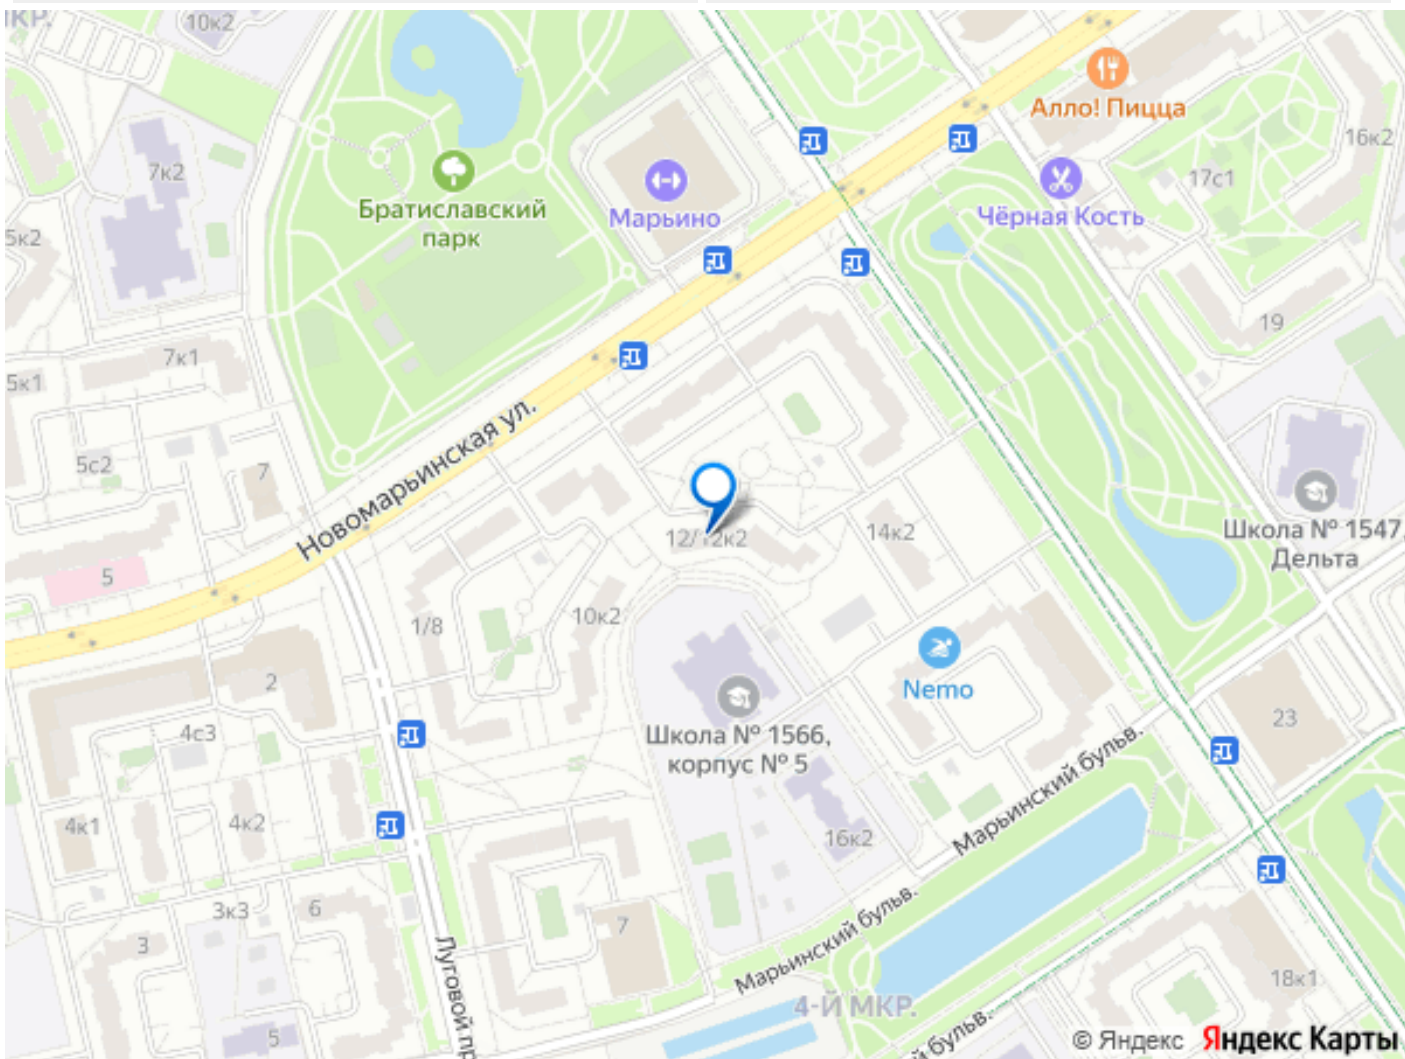 МКР.
10к2
Алло! Пицца
16к2
7к2
17с1
Братиславский
парк
Марьино
Чёрная Кость
5к2
19
7к1
5к1
Новомарьинская ул.
5с2
7
Школа № 1547,
Дельта
12/12к2
14к2
5
10к2
1/8
Nemo
2
23
4с3
Школа № 1566,
корпус № 5
Марьинский бульв.
4к1
4к2
16к2
3к3
6
7
3
Луговой пр
Марьинский бульв.
18к1
4-Й МКР.
й бульв.
5
© Яндекс Яндекс Карты